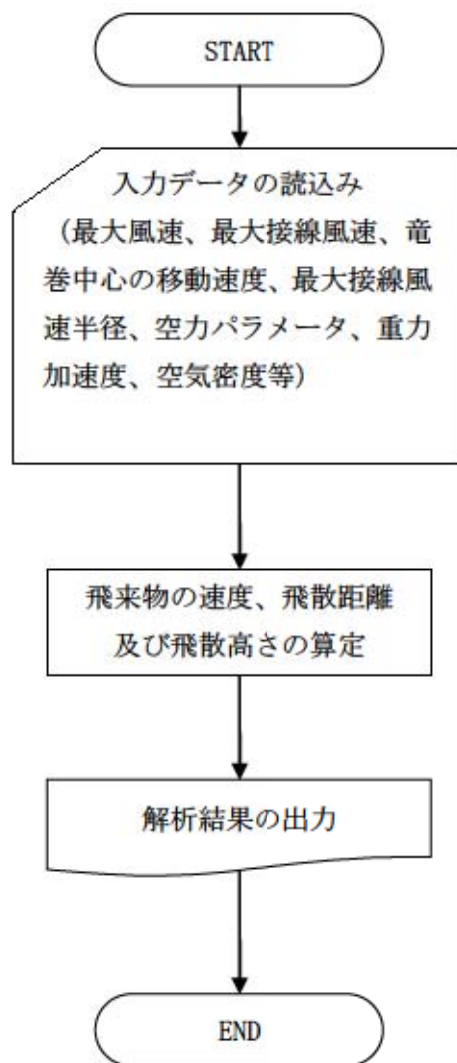 START
入力データの読込み
（最大風速、最大接線風速、竜
巻中心の移動速度、最大接線風
速半径、空力パラメータ、重力
加速度、空気密度等）
飛来物の速度、飛散距離
及び飛散高さの算定
解析結果の出力
END